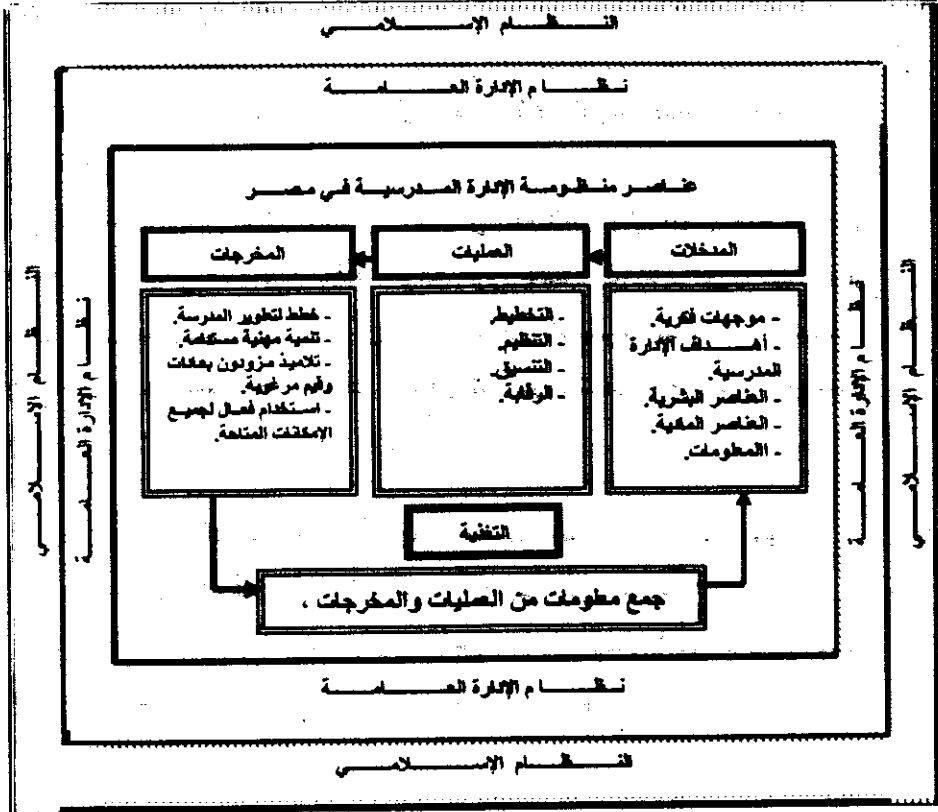 النظام الإسلامي
نظام الإدارة العامة
عناصر منظومة الإدارة المدرسية في مصر
المدخلات
العمليات
المخرجات
- موجهات فكرية.
- أهداف الإدارة
المدرسية.
- العناصر البشرية.
- العناصر المادية.
- االمعلومات.
- التخطيط.
- التنظيم.
- التنسيق.
- الرقابة.
- خطط لتطوير المدرسة.
- تنمية مهنية مستدامة.
- تلاميذ مزودون بعادات
وقيم مرغوبة.
- استخدام فعال لجميع
الإمكانات المتاحة.
التغذية
جمع معلومات من العمليات والمخرجات ،
نظام الإدارة العامة
النظام الإسلامي
النظام الإسلامي
نظام الإدارة العامة
نظام الإدارة العامة
النظام الإسلامي